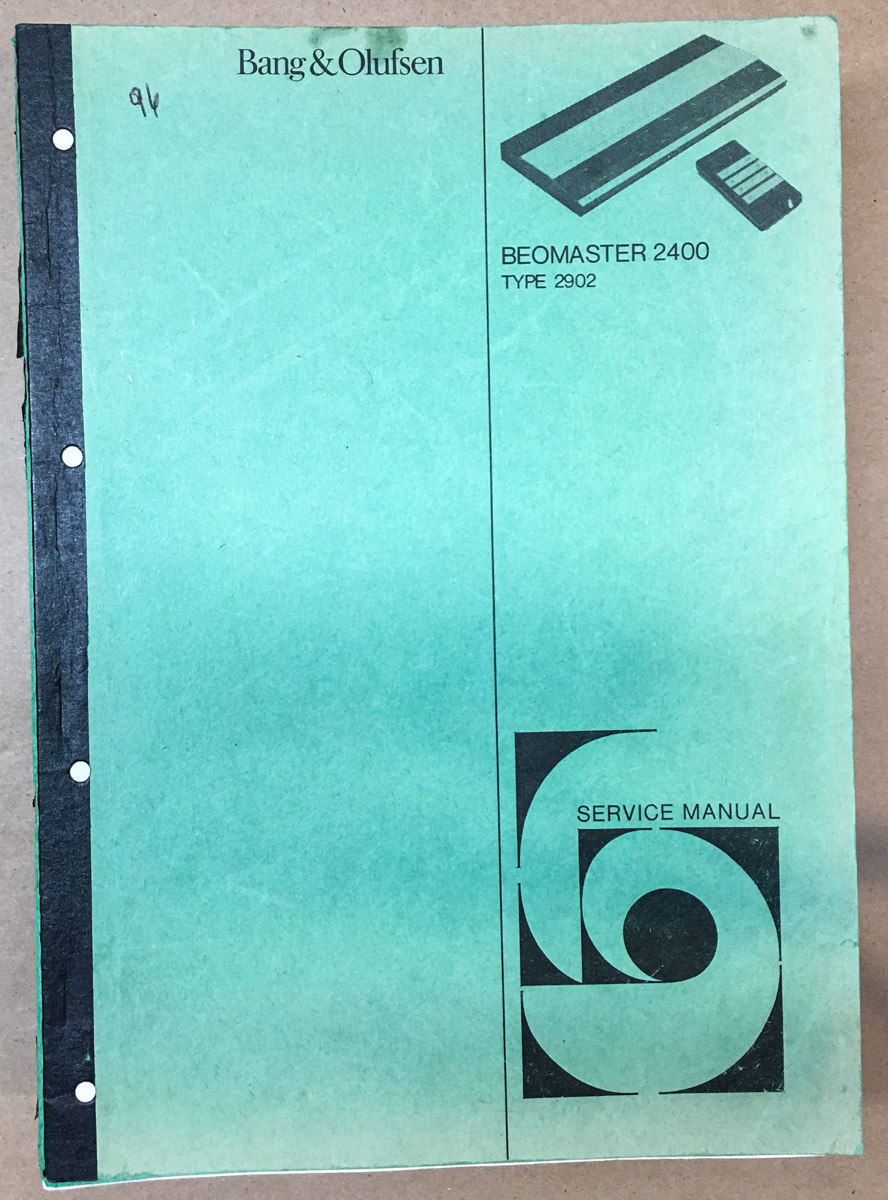 Bang & Olufsen
96
BEOMASTER 2400
TYPE 2902
SERVICE MANUAL